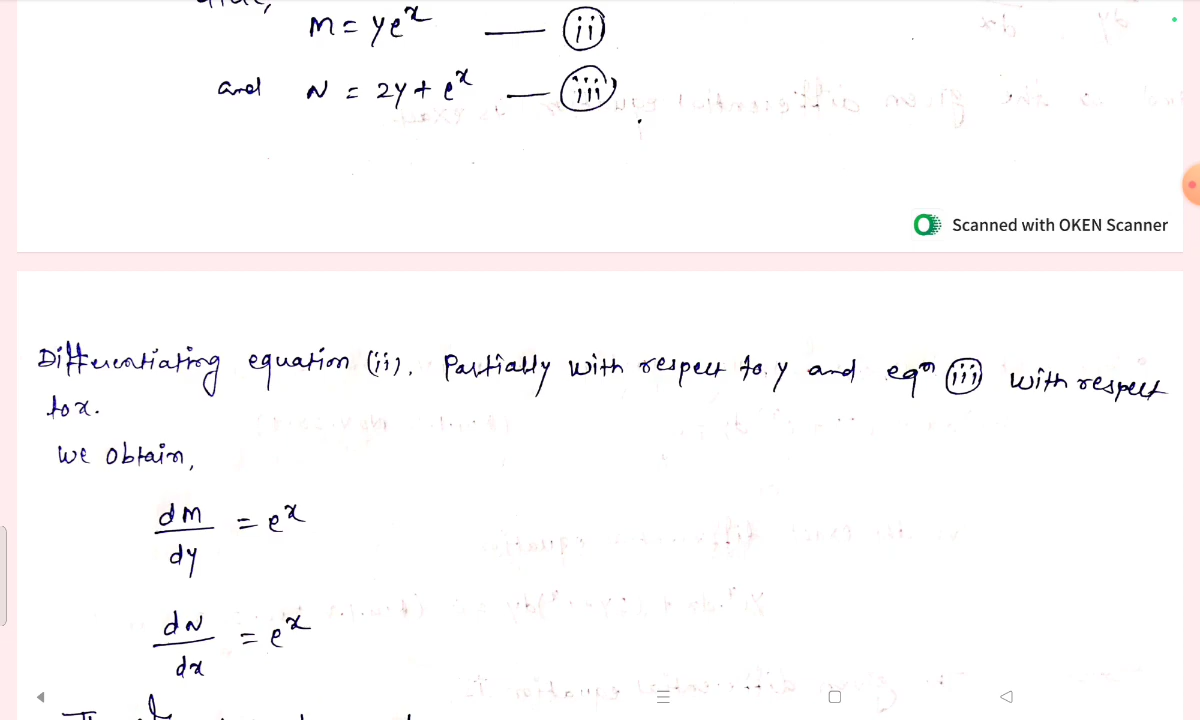 M = ye^x — (ii)
and N = 2y + e^x — (iii)
Scanned with OKEN Scanner
Differentiating equation (ii), Partially with respect to y and eqn (iii) with respect
to x.
we obtain,
dM/dy = e^x
dN/dx = e^x